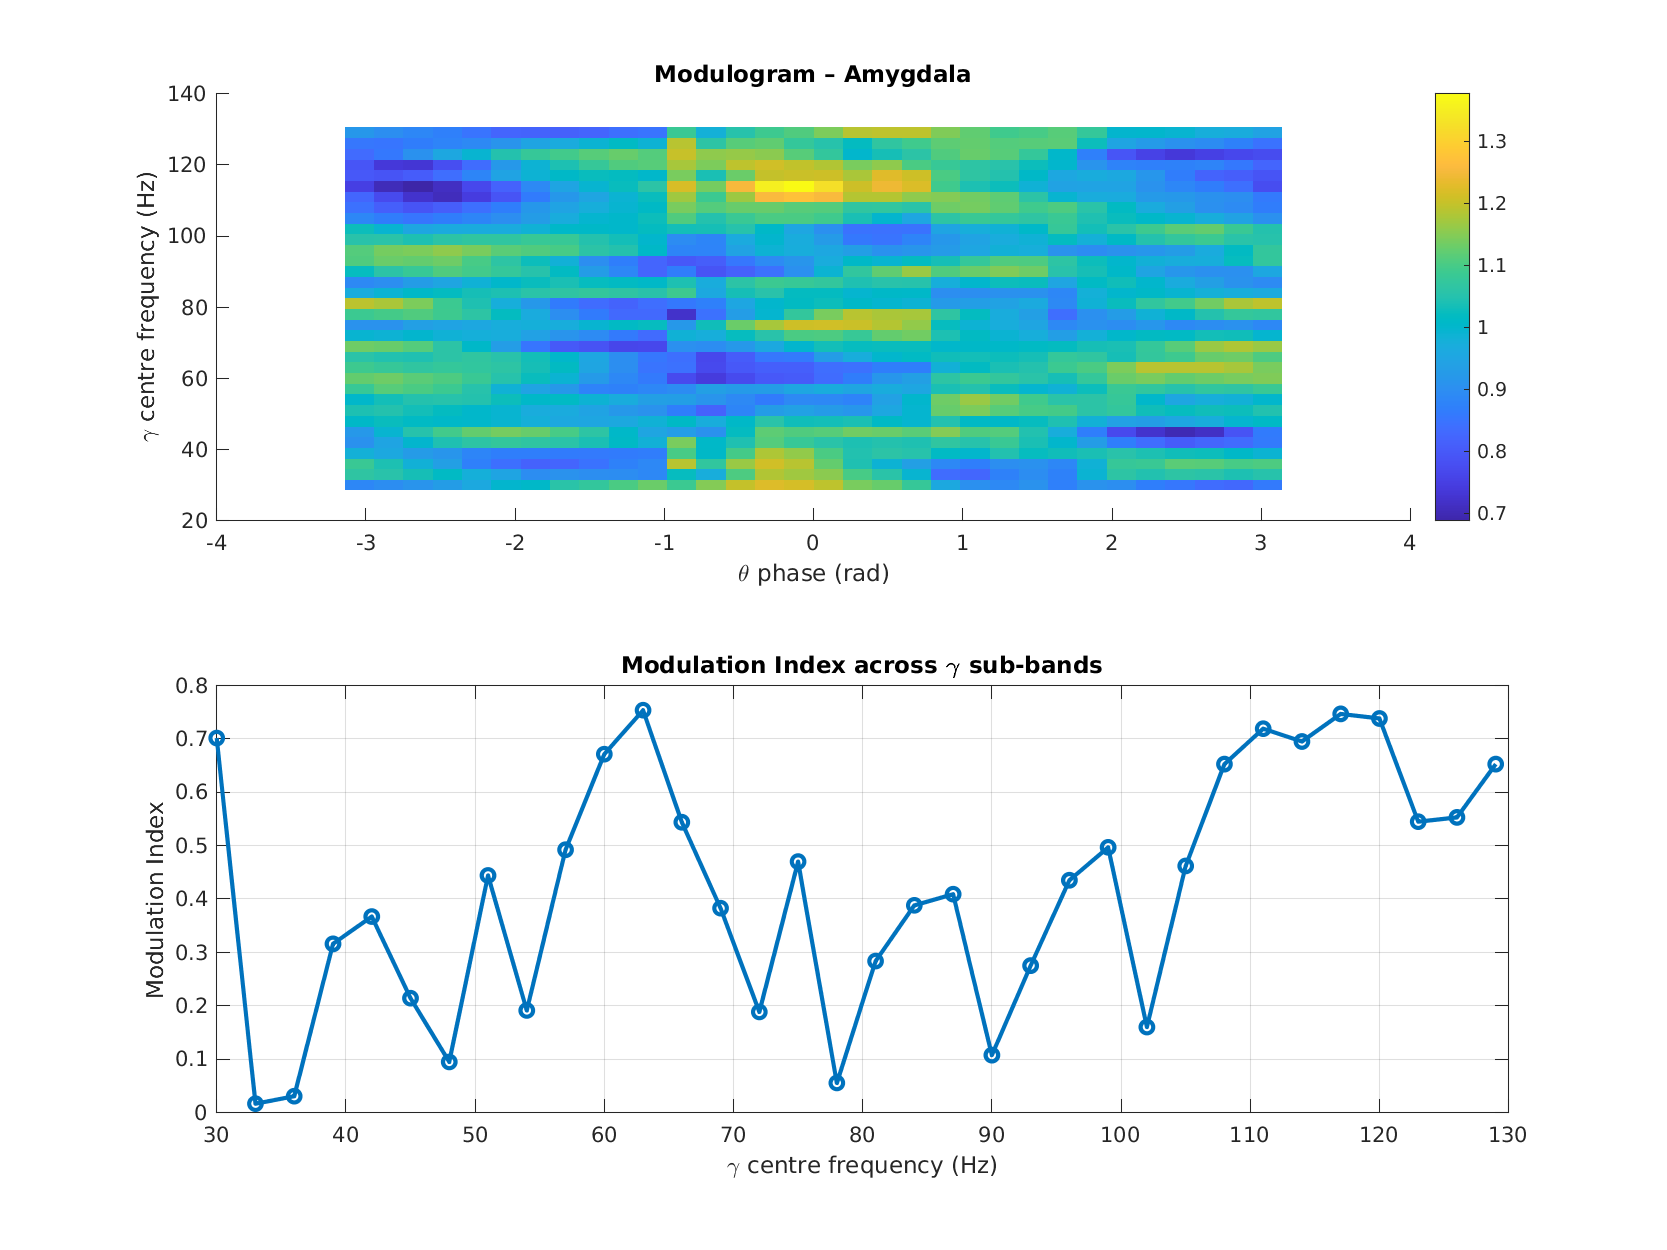 Modulogram – Amygdala
140
120
100
80
60
40
20
γ centre frequency (Hz)
-4 -3 -2 -1 0 1 2 3 4
θ phase (rad)
1.3
1.2
1.1
1
0.9
0.8
0.7
Modulation Index across γ sub-bands
0.8
0.7
0.6
0.5
0.4
0.3
0.2
0.1
0
Modulation Index
30 40 50 60 70 80 90 100 110 120 130
γ centre frequency (Hz)